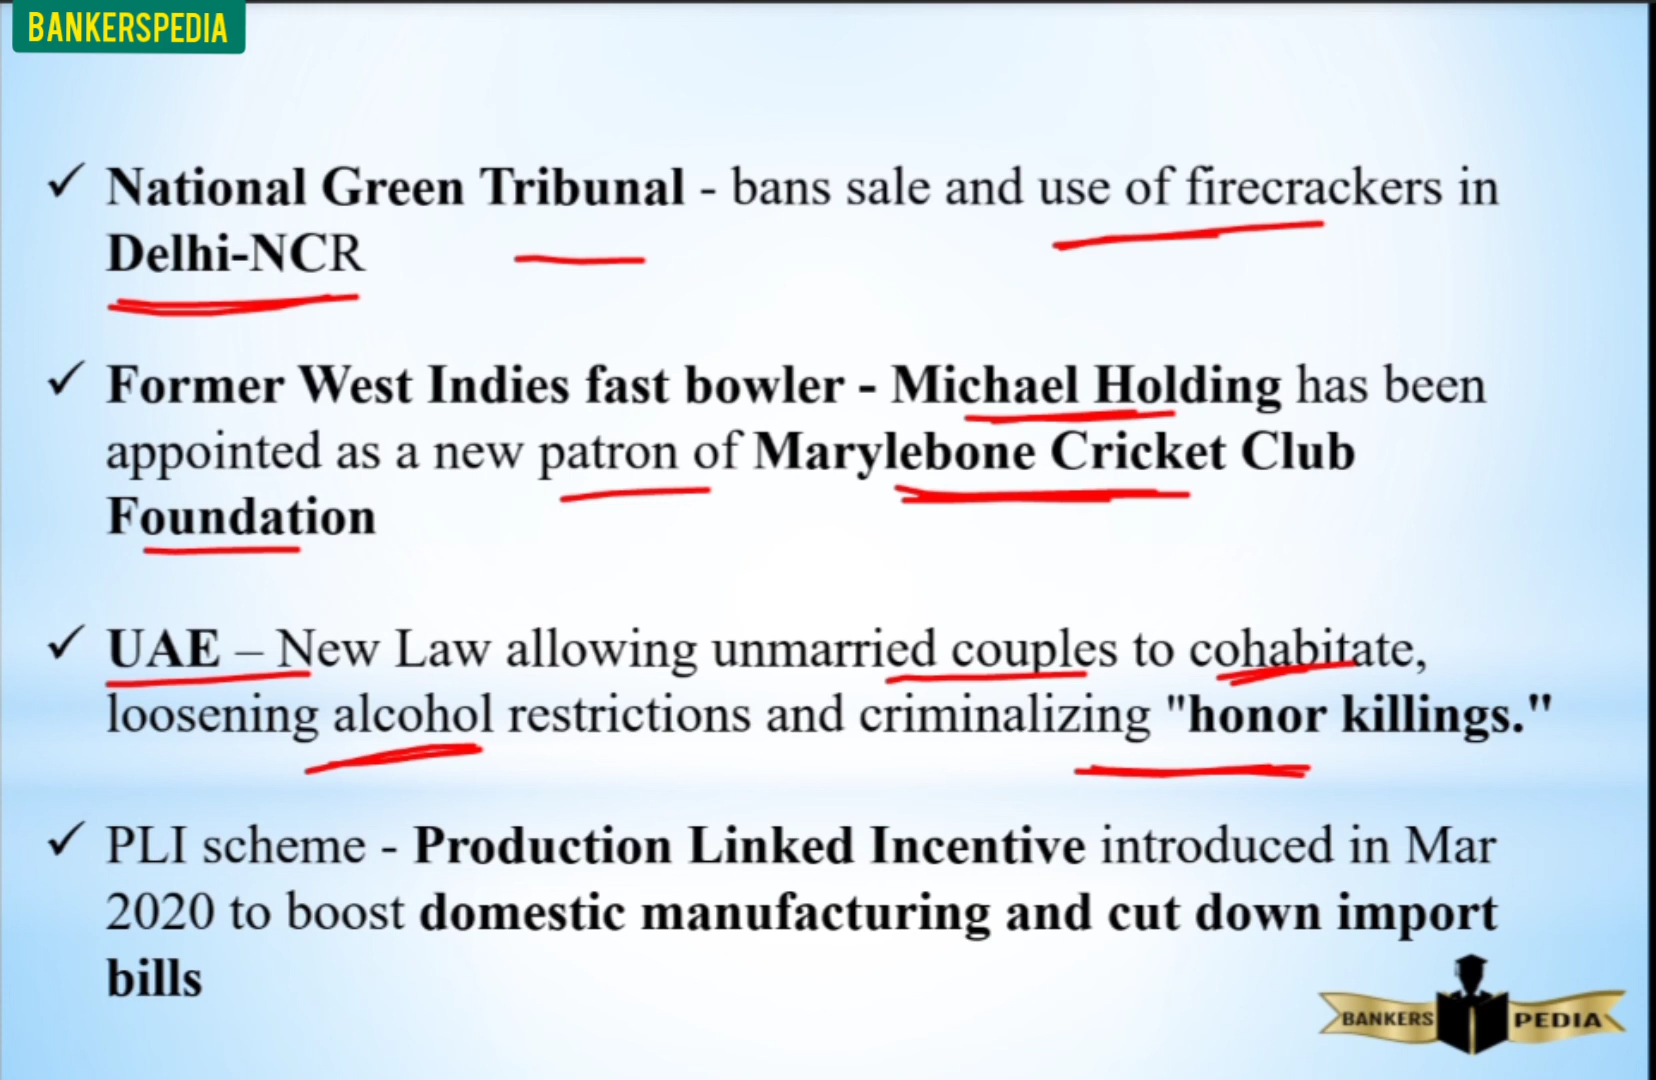 BANKERSPEDIA
✓ National Green Tribunal - bans sale and use of firecrackers in
Delhi-NCR
✓ Former West Indies fast bowler - Michael Holding has been
appointed as a new patron of Marylebone Cricket Club
Foundation
✓ UAE – New Law allowing unmarried couples to cohabitate,
loosening alcohol restrictions and criminalizing "honor killings."
✓ PLI scheme - Production Linked Incentive introduced in Mar
2020 to boost domestic manufacturing and cut down import
bills
BANKERS PEDIA